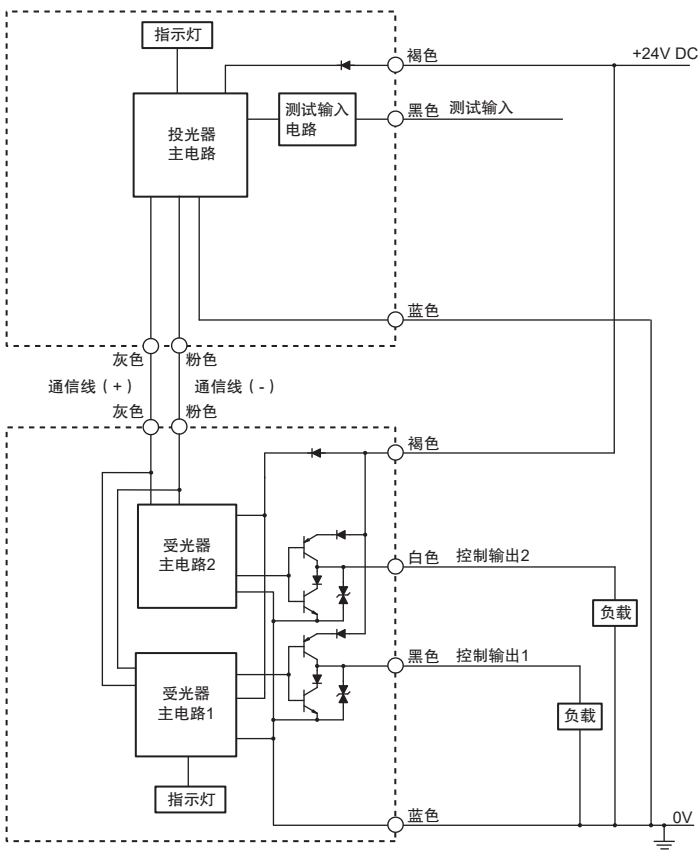 指示灯
褐色
+24V DC
投光器
主电路
测试输入
电路
黑色 测试输入
蓝色
灰色
粉色
通信线 ( + )
通信线 ( - )
灰色
粉色
褐色
受光器
主电路2
白色 控制输出2
负载
受光器
主电路1
黑色 控制输出1
负载
指示灯
蓝色
0V